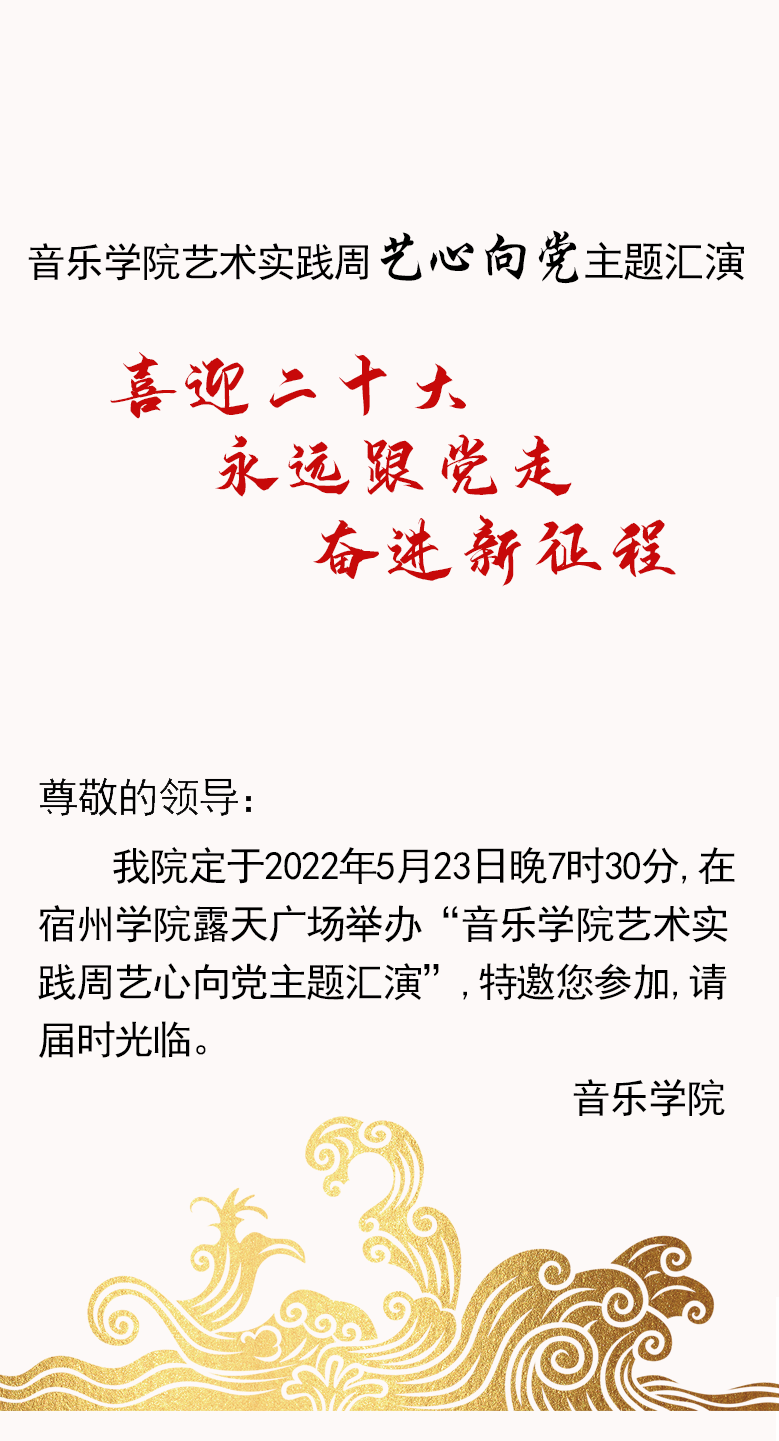 音乐学院艺术实践周艺心向党主题汇演
喜迎二十大
永远跟党走
奋进新征程
尊敬的领导：
我院定于2022年5月23日晚7时30分，在
宿州学院露天广场举办“音乐学院艺术实
践周艺心向党主题汇演”，特邀您参加，请
届时光临。
音乐学院